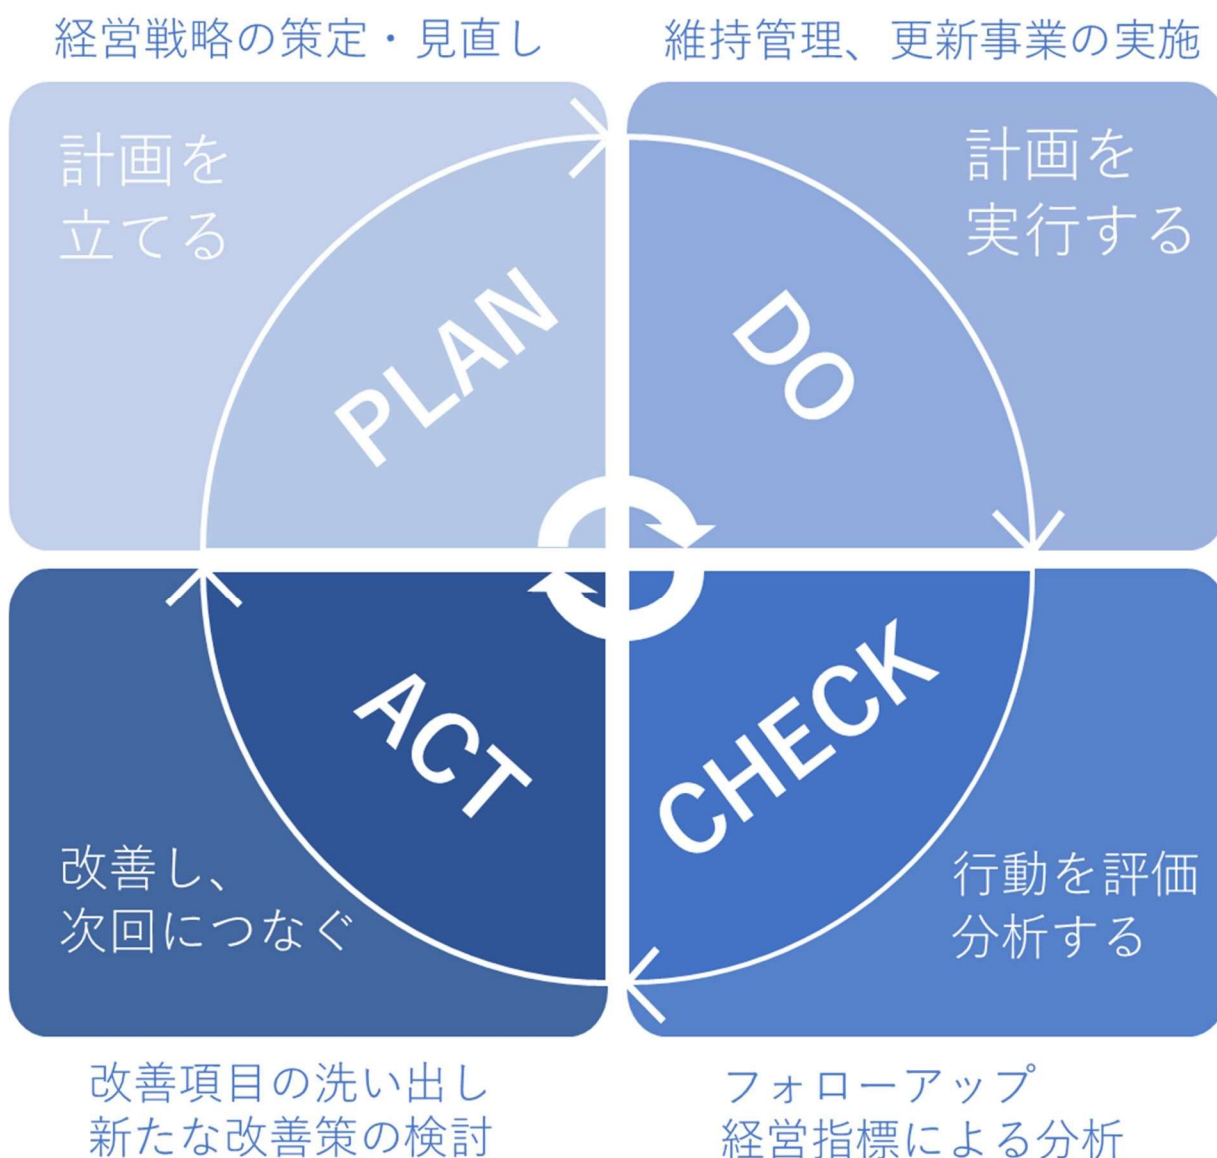 経営戦略の策定・見直し
維持管理、更新事業の実施
計画を
立てる
PLAN
計画を
実行する
DO
ACT
改善し、
次回につなぐ
CHECK
行動を評価
分析する
改善項目の洗い出し
新たな改善策の検討
フォローアップ
経営指標による分析